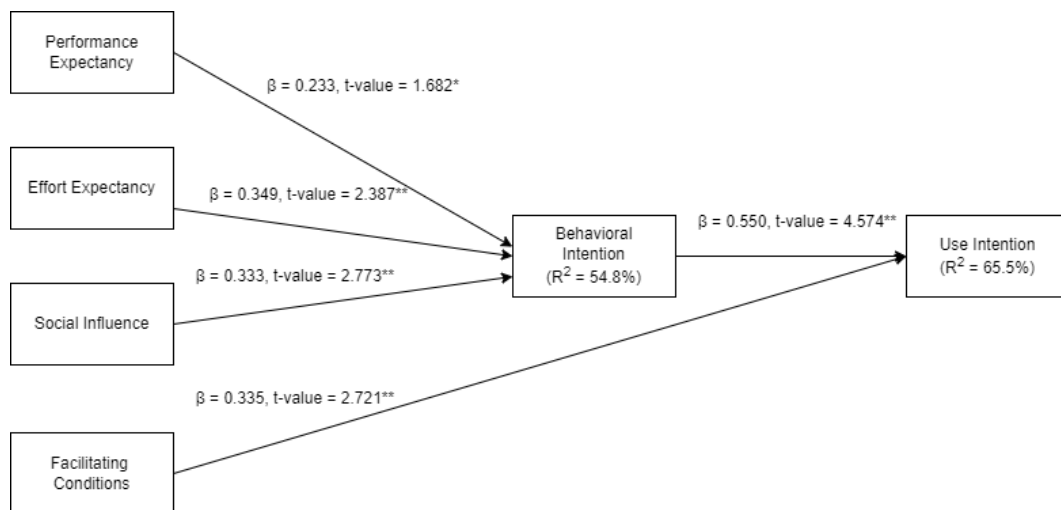 Performance
Expectancy
β = 0.233, t-value = 1.682*
Effort Expectancy
β = 0.349, t-value = 2.387**
Behavioral
Intention
(R² = 54.8%)
β = 0.550, t-value = 4.574**
Use Intention
(R² = 65.5%)
β = 0.333, t-value = 2.773**
Social Influence
β = 0.335, t-value = 2.721**
Facilitating
Conditions